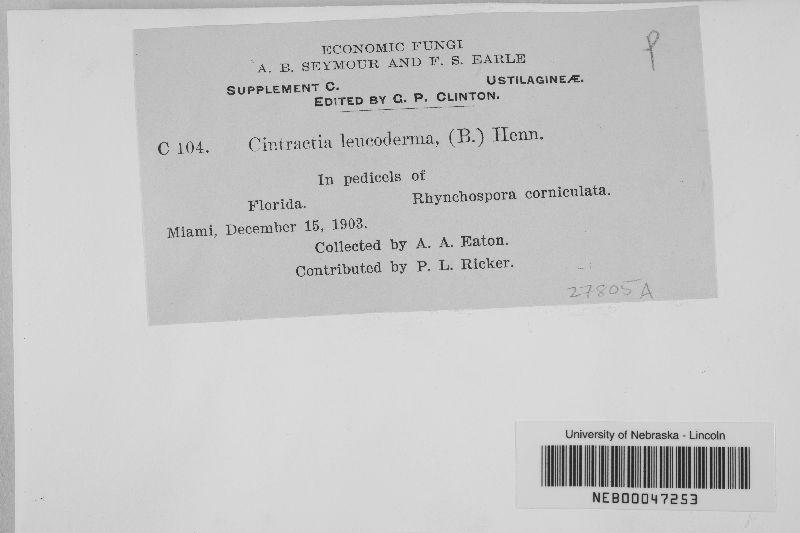 ECONOMIC FUNGI
A. B. SEYMOUR AND F. S. EARLE
SUPPLEMENT C. USTILAGINEÆ.
EDITED BY G. P. CLINTON.
C 104. Cintractia leucoderma, (B.) Henn.
In pedicels of
Florida. Rhynchospora corniculata.
Miami, December 15, 1903.
Collected by A. A. Eaton.
Contributed by P. L. Ricker.
27805A
University of Nebraska - Lincoln
NEB00047253